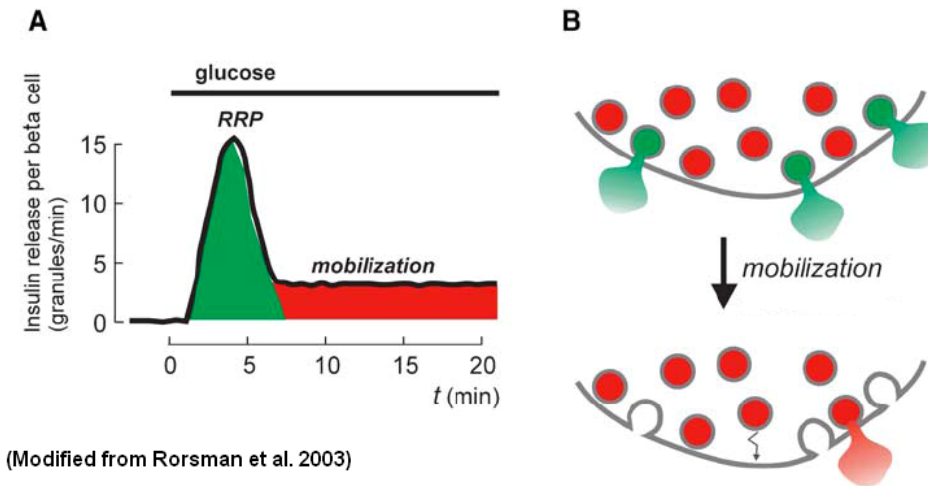 A
B
glucose
RRP
Insulin release per beta cell
(granules/min)
15
10
5
0
mobilization
0
5
10
15
20
t (min)
mobilization
(Modified from Rorsman et al. 2003)